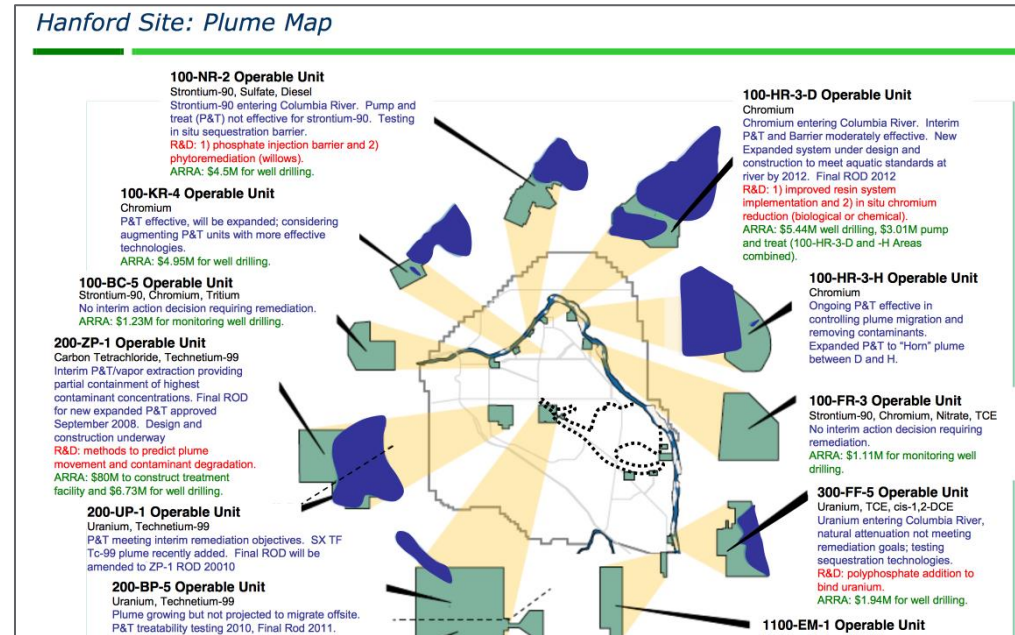 Hanford Site: Plume Map
100-NR-2 Operable Unit
Strontium-90, Sulfate, Diesel
Strontium-90 entering Columbia River. Pump and
treat (P&T) not effective for strontium-90. Testing
in situ sequestration barrier.
R&D: 1) phosphate injection barrier and 2)
phytoremediation (willows).
ARRA: $4.5M for well drilling.
100-KR-4 Operable Unit
Chromium
P&T effective, will be expanded; considering
augmenting P&T units with more effective
technologies.
ARRA: $4.95M for well drilling.
100-BC-5 Operable Unit
Strontium-90, Chromium, Tritium
No interim action decision requiring remediation.
ARRA: $1.23M for monitoring well drilling.
200-ZP-1 Operable Unit
Carbon Tetrachloride, Technetium-99
Interim P&T/vapor extraction providing
partial containment of highest
contaminant concentrations. Final ROD
for new expanded P&T approved
September 2008. Design and
construction underway
R&D: methods to predict plume
movement and contaminant degradation.
ARRA: $80M to construct treatment
facility and $6.73M for well drilling.
200-UP-1 Operable Unit
Uranium, Technetium-99
P&T meeting interim remediation objectives. SX TF
Tc-99 plume recently added. Final ROD will be
amended to ZP-1 ROD 20010
200-BP-5 Operable Unit
Uranium, Technetium-99
Plume growing but not projected to migrate offsite.
P&T treatability testing 2010, Final Rod 2011.
100-HR-3-D Operable Unit
Chromium
Chromium entering Columbia River. Interim
P&T and Barrier moderately effective. New
Expanded system under design and
construction to meet aquatic standards at
river by 2012. Final ROD 2012
R&D: 1) improved resin system
implementation and 2) in situ chromium
reduction (biological or chemical).
ARRA: $5.44M well drilling, $3.01M pump
and treat (100-HR-3-D and -H Areas
combined).
100-HR-3-H Operable Unit
Chromium
Ongoing P&T effective in
controlling plume migration and
removing contaminants.
Expanded P&T to “Horn” plume
between D and H.
100-FR-3 Operable Unit
Strontium-90, Chromium, Nitrate, TCE
No interim action decision requiring
remediation.
ARRA: $1.11M for monitoring well
drilling.
300-FF-5 Operable Unit
Uranium, TCE, cis-1,2-DCE
Uranium entering Columbia River,
natural attenuation not meeting
remediation goals; testing
sequestration technologies.
R&D: polyphosphate addition to
bind uranium.
ARRA: $1.94M for well drilling.
1100-EM-1 Operable Unit